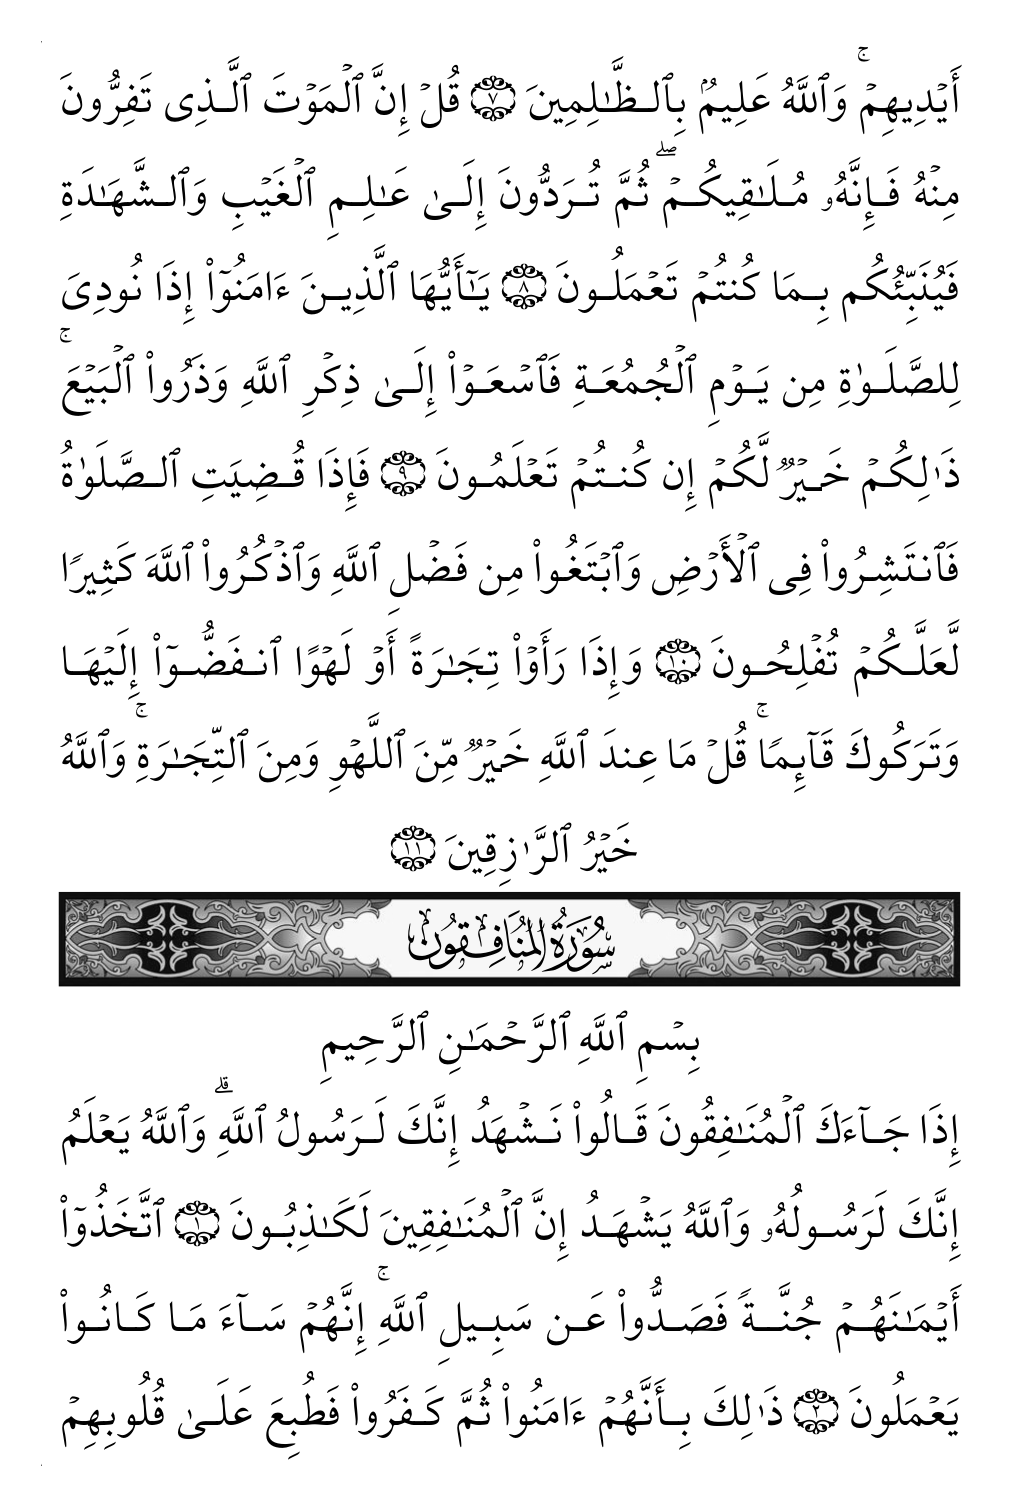 أَيْدِيهِمْۚ وَٱللَّهُ عَلِيمُۢ بِٱلظَّٰلِمِينَ ٧ قُلْ إِنَّ ٱلْمَوْتَ ٱلَّذِى تَفِرُّونَ
مِنْهُ فَإِنَّهُۥ مُلَٰقِيكُمْۖ ثُمَّ تُرَدُّونَ إِلَىٰ عَٰلِمِ ٱلْغَيْبِ وَٱلشَّهَٰدَةِ
فَيُنَبِّئُكُم بِمَا كُنتُمْ تَعْمَلُونَ ٨ يَٰٓأَيُّهَا ٱلَّذِينَ ءَامَنُوٓا۟ إِذَا نُودِىَ
لِلصَّلَوٰةِ مِن يَوْمِ ٱلْجُمُعَةِ فَٱسْعَوْا۟ إِلَىٰ ذِكْرِ ٱللَّهِ وَذَرُوا۟ ٱلْبَيْعَۚ
ذَٰلِكُمْ خَيْرٌ لَّكُمْ إِن كُنتُمْ تَعْلَمُونَ ٩ فَإِذَا قُضِيَتِ ٱلصَّلَوٰةُ
فَٱنتَشِرُوا۟ فِى ٱلْأَرْضِ وَٱبْتَغُوا۟ مِن فَضْلِ ٱللَّهِ وَٱذْكُرُوا۟ ٱللَّهَ كَثِيرًا
لَّعَلَّكُمْ تُفْلِحُونَ ١٠ وَإِذَا رَأَوْا۟ تِجَٰرَةً أَوْ لَهْوًا ٱنفَضُّوٓا۟ إِلَيْهَا
وَتَرَكُوكَ قَآئِمًاۚ قُلْ مَا عِندَ ٱللَّهِ خَيْرٌ مِّنَ ٱللَّهْوِ وَمِنَ ٱلتِّجَٰرَةِۚ وَٱللَّهُ
خَيْرُ ٱلرَّٰزِقِينَ ١١
سُورَةُ المُنَافِقُون
بِسْمِ ٱللَّهِ ٱلرَّحْمَٰنِ ٱلرَّحِيمِ
إِذَا جَآءَكَ ٱلْمُنَٰفِقُونَ قَالُوا۟ نَشْهَدُ إِنَّكَ لَرَسُولُ ٱللَّهِۗ وَٱللَّهُ يَعْلَمُ
إِنَّكَ لَرَسُولُهُۥ وَٱللَّهُ يَشْهَدُ إِنَّ ٱلْمُنَٰفِقِينَ لَكَٰذِبُونَ ١ ٱتَّخَذُوٓا۟
أَيْمَٰنَهُمْ جُنَّةً فَصَدُّوا۟ عَن سَبِيلِ ٱللَّهِۚ إِنَّهُمْ سَآءَ مَا كَانُوا۟
يَعْمَلُونَ ٢ ذَٰلِكَ بِأَنَّهُمْ ءَامَنُوا۟ ثُمَّ كَفَرُوا۟ فَطُبِعَ عَلَىٰ قُلُوبِهِمْ